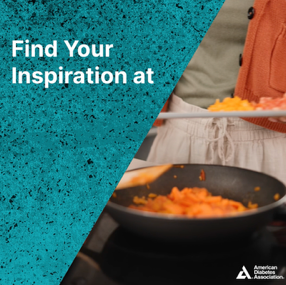 Find Your
Inspiration at
American
Diabetes
Association.